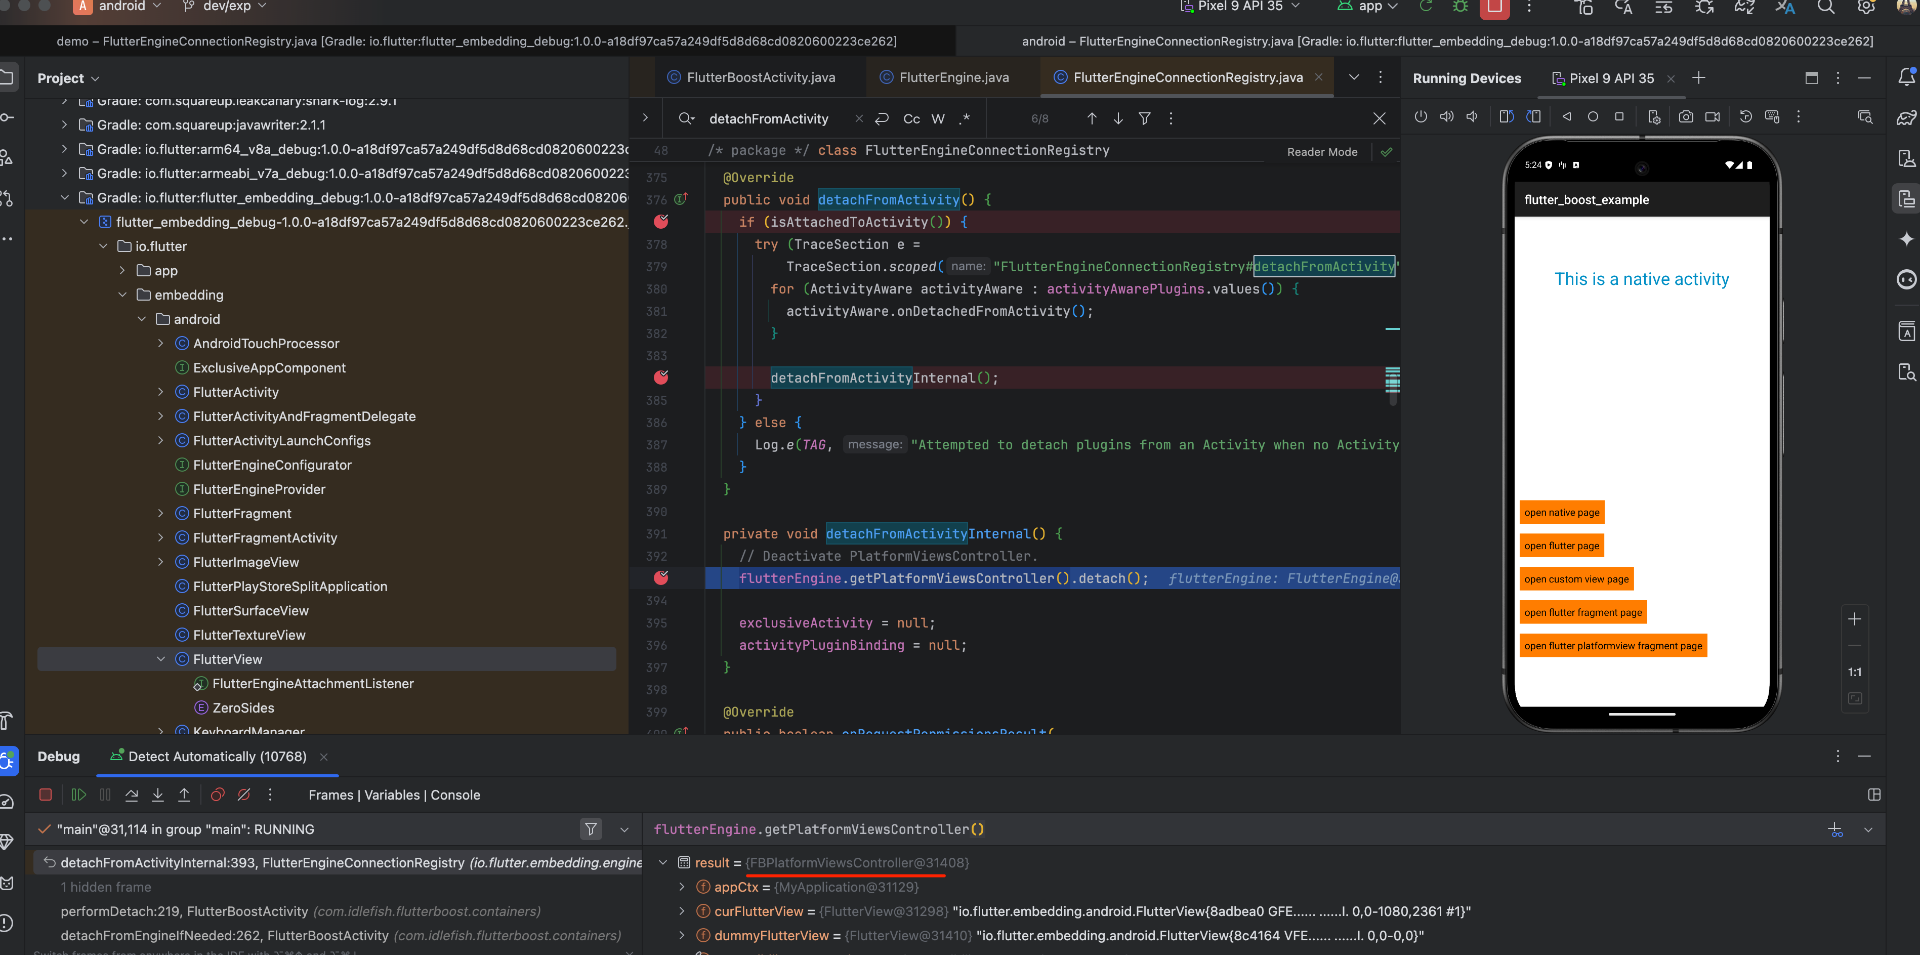 android
dev/exp
Pixel 9 API 35
app
demo – FlutterEngineConnectionRegistry.java [Gradle: io.flutter:flutter_embedding_debug:1.0.0-a18df97ca57a249df5d8d68cd0820600223ce262]
android – FlutterEngineConnectionRegistry.java [Gradle: io.flutter:flutter_embedding_debug:1.0.0-a18df97ca57a249df5d8d68cd0820600223ce262]
Project
Gradle: com.squareup.leakcanary:shark-log:2.9.1
Gradle: com.squareup:javawriter:2.1.1
Gradle: io.flutter:arm64_v8a_debug:1.0.0-a18df97ca57a249df5d8d68cd0820600223c
Gradle: io.flutter:armeabi_v7a_debug:1.0.0-a18df97ca57a249df5d8d68cd0820600223
Gradle: io.flutter:flutter_embedding_debug:1.0.0-a18df97ca57a249df5d8d68cd0820600
flutter_embedding_debug-1.0.0-a18df97ca57a249df5d8d68cd0820600223ce262.
io.flutter
app
embedding
android
AndroidTouchProcessor
ExclusiveAppComponent
FlutterActivity
FlutterActivityAndFragmentDelegate
FlutterActivityLaunchConfigs
FlutterEngineConfigurator
FlutterEngineProvider
FlutterFragment
FlutterFragmentActivity
FlutterImageView
FlutterPlayStoreSplitApplication
FlutterSurfaceView
FlutterTextureView
FlutterView
FlutterEngineAttachmentListener
ZeroSides
KeyboardManager
FlutterBoostActivity.java
FlutterEngine.java
FlutterEngineConnectionRegistry.java
detachFromActivity
Cc W .*
6/8
48 /* package */ class FlutterEngineConnectionRegistry
Reader Mode
375 @Override
376 public void detachFromActivity() {
if (isAttachedToActivity()) {
378 try (TraceSection e =
379 TraceSection.scoped( name: "FlutterEngineConnectionRegistry#detachFromActivity"
380 for (ActivityAware activityAware : activityAwarePlugins.values()) {
381 activityAware.onDetachedFromActivity();
382 }
383
detachFromActivityInternal();
385 }
386 } else {
387 Log.e(TAG, message: "Attempted to detach plugins from an Activity when no Activity
388 }
389 }
390
391 private void detachFromActivityInternal() {
392 // Deactivate PlatformViewsController.
flutterEngine.getPlatformViewsController().detach(); flutterEngine: FlutterEngine@
394
395 exclusiveActivity = null;
396 activityPluginBinding = null;
397 }
398
399 @Override
400 public boolean onRequestPermissionsResult(
Running Devices
Pixel 9 API 35
5:24
flutter_boost_example
This is a native activity
open native page
open flutter page
open custom view page
open flutter fragment page
open flutter platformview fragment page
1:1
Debug
Detect Automatically (10768)
Frames | Variables | Console
"main"@31,114 in group "main": RUNNING
detachFromActivityInternal:393, FlutterEngineConnectionRegistry (io.flutter.embedding.engine
1 hidden frame
performDetach:219, FlutterBoostActivity (com.idlefish.flutterboost.containers)
detachFromEngineIfNeeded:262, FlutterBoostActivity (com.idlefish.flutterboost.containers)
flutterEngine.getPlatformViewsController()
result = {FBPlatformViewsController@31408}
appCtx = {MyApplication@31129}
curFlutterView = {FlutterView@31298} "io.flutter.embedding.android.FlutterView{8adbea0 GFE...... ......I. 0,0-1080,2361 #1}"
dummyFlutterView = {FlutterView@31410} "io.flutter.embedding.android.FlutterView{8c4164 VFE...... ......I. 0,0-0,0}"